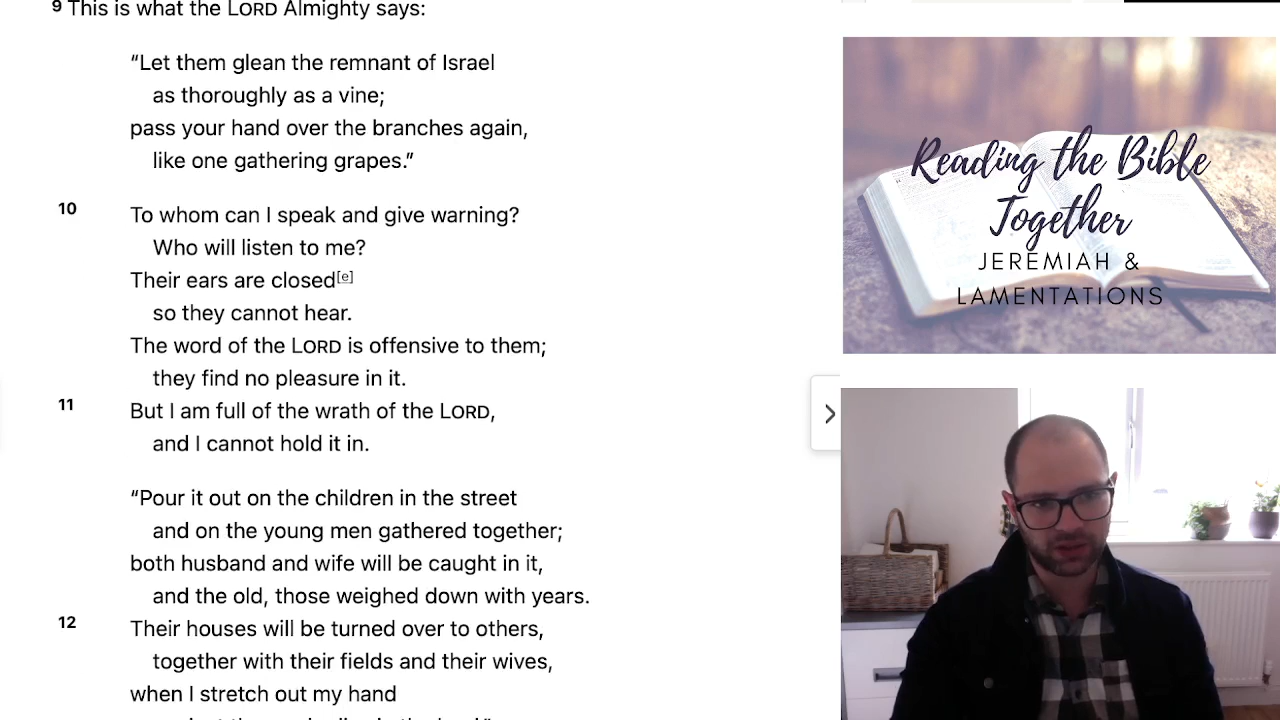 9 This is what the LORD Almighty says:
“Let them glean the remnant of Israel
as thoroughly as a vine;
pass your hand over the branches again,
like one gathering grapes.”
10 To whom can I speak and give warning?
Who will listen to me?
Their ears are closed[e]
so they cannot hear.
The word of the LORD is offensive to them;
they find no pleasure in it.
11 But I am full of the wrath of the LORD,
and I cannot hold it in.
“Pour it out on the children in the street
and on the young men gathered together;
both husband and wife will be caught in it,
and the old, those weighed down with years.
12 Their houses will be turned over to others,
together with their fields and their wives,
when I stretch out my hand
Reading the Bible
Together
JEREMIAH &
LAMENTATIONS